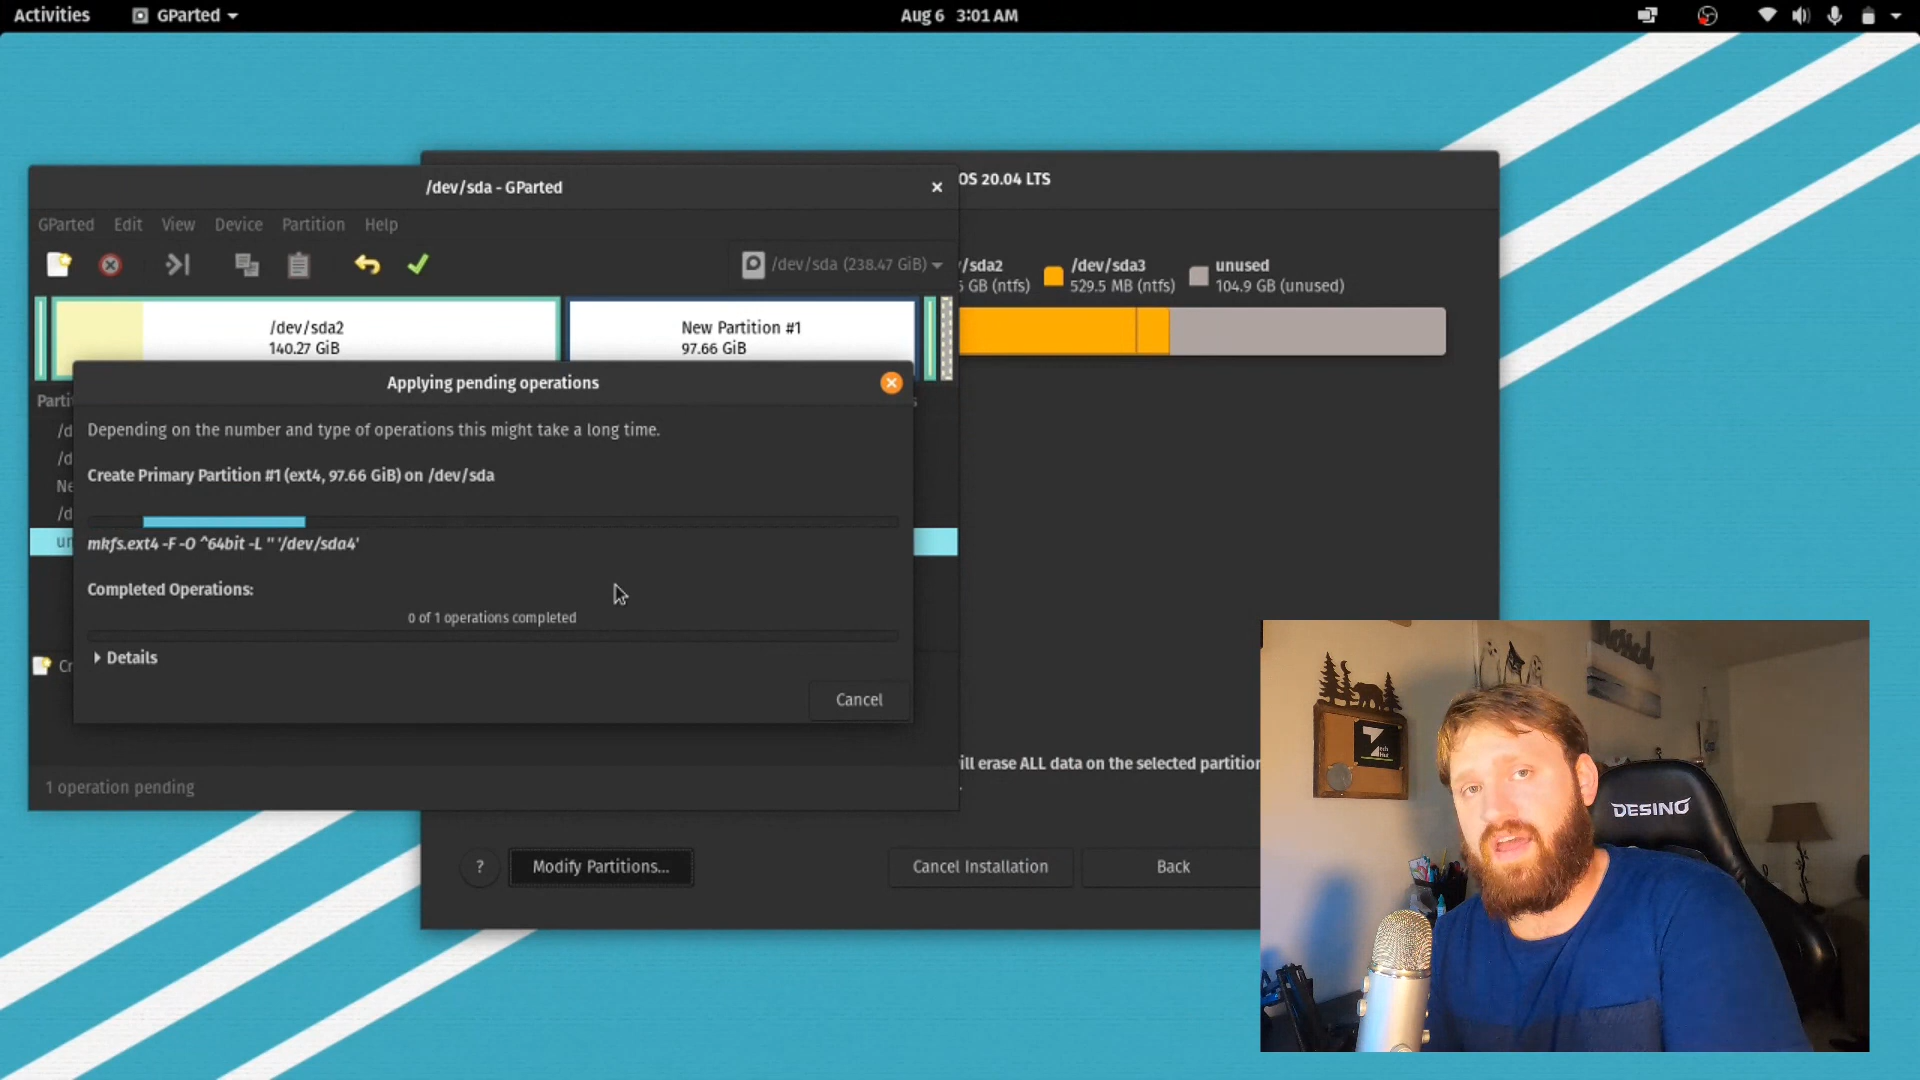 Activities
GParted
Aug 6 3:01 AM
/dev/sda - GParted
OS 20.04 LTS
GParted Edit View Device Partition Help
/dev/sda (238.47 GiB)
/sda2
GB (ntfs)
/dev/sda3
529.5 MB (ntfs)
unused
104.9 GB (unused)
/dev/sda2
140.27 GiB
New Partition #1
97.66 GiB
Parti
Applying pending operations
Depending on the number and type of operations this might take a long time.
Create Primary Partition #1 (ext4, 97.66 GiB) on /dev/sda
mkfs.ext4 -F -O ^64bit -L '' '/dev/sda4'
Completed Operations:
0 of 1 operations completed
Details
Cancel
/d
/d
Ne
/d
un
Cr
1 operation pending
ill erase ALL data on the selected partition
?
Modify Partitions...
Cancel Installation
Back
DESINO